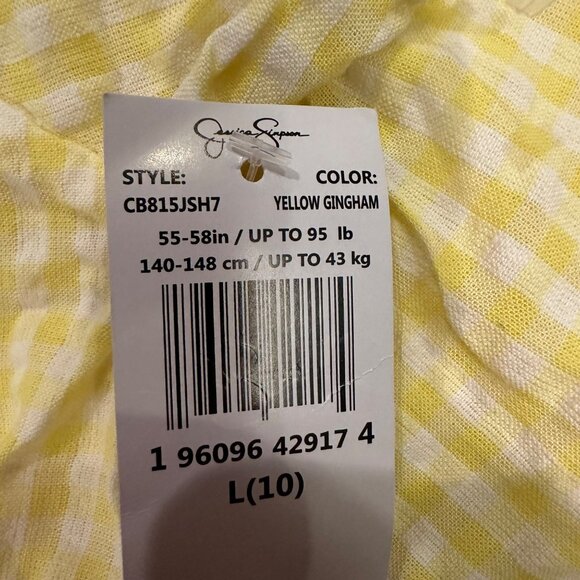 Jessica Simpson
STYLE: COLOR:
CB815JSH7 YELLOW GINGHAM
55-58in / UP TO 95 lb
140-148 cm / UP TO 43 kg
1 96096 42917 4
L(10)